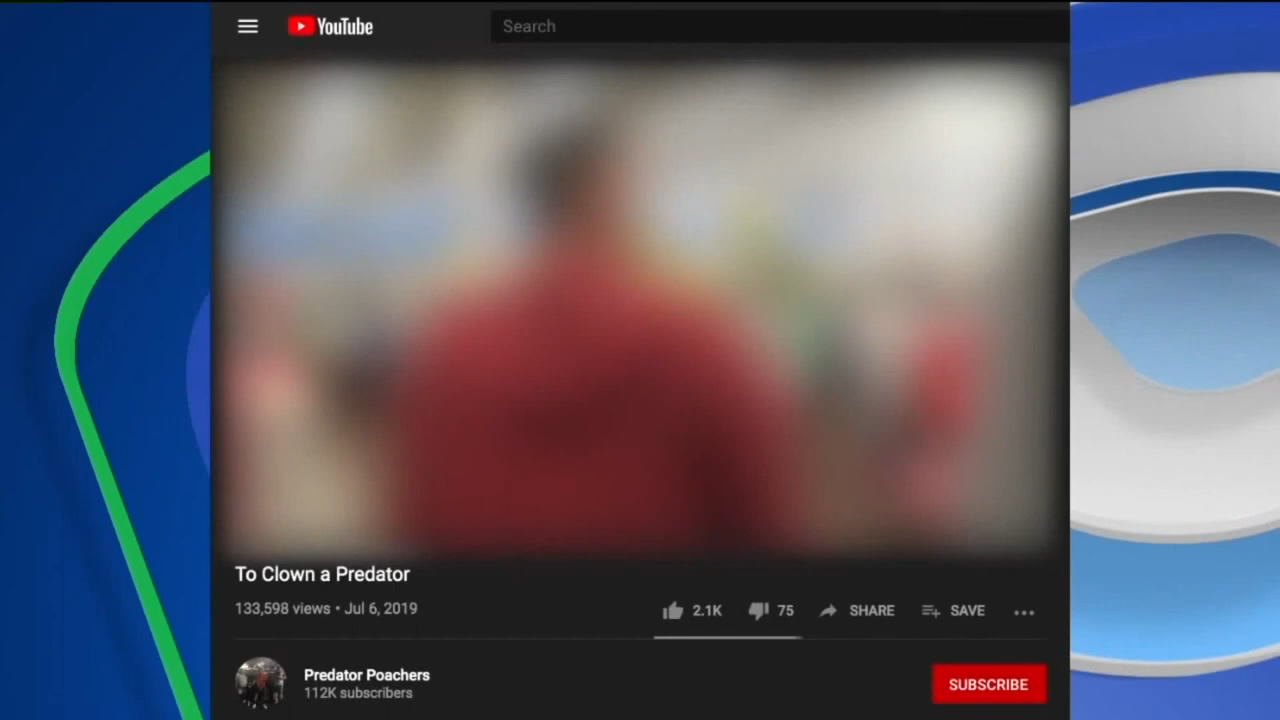 YouTube
Search
To Clown a Predator
133,598 views • Jul 6, 2019
2.1K
75
SHARE
SAVE
Predator Poachers
112K subscribers
SUBSCRIBE